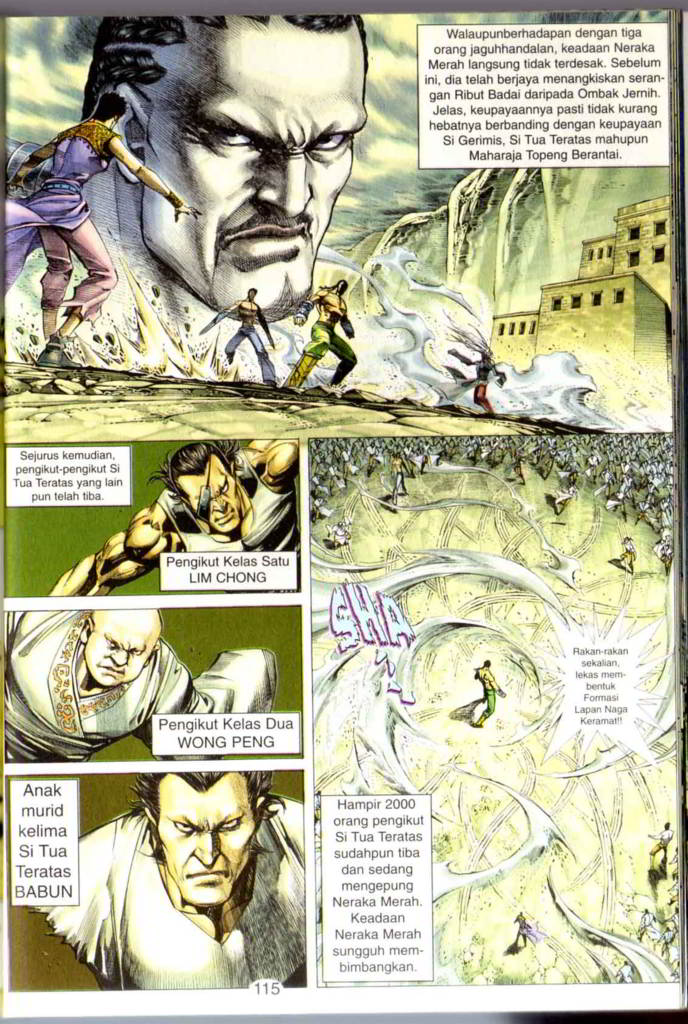 Walaupunberhadapan dengan tiga
orang jaguhhandalan, keadaan Neraka
Merah langsung tidak terdesak. Sebelum
ini, dia telah berjaya menangkiskan seran-
gan Ribut Badai daripada Ombak Jernih.
Jelas, keupayaannya pasti tidak kurang
hebatnya berbanding dengan keupayaan
Si Gerimis, Si Tua Teratas mahupun
Maharaja Topeng Berantai.
Sejurus kemudian,
pengikut-pengikut Si
Tua Teratas yang lain
pun telah tiba.
Pengikut Kelas Satu
LIM CHONG
Pengikut Kelas Dua
WONG PENG
Anak
murid
kelima
Si Tua
Teratas
BABUN
SHA
Rakan-rakan
sekalian,
lekas mem-
bentuk
Formasi
Lapan Naga
Keramat!!
Hampir 2000
orang pengikut
Si Tua Teratas
sudahpun tiba
dan sedang
mengepung
Neraka Merah.
Keadaan
Neraka Merah
sungguh mem-
bimbangkan.
115